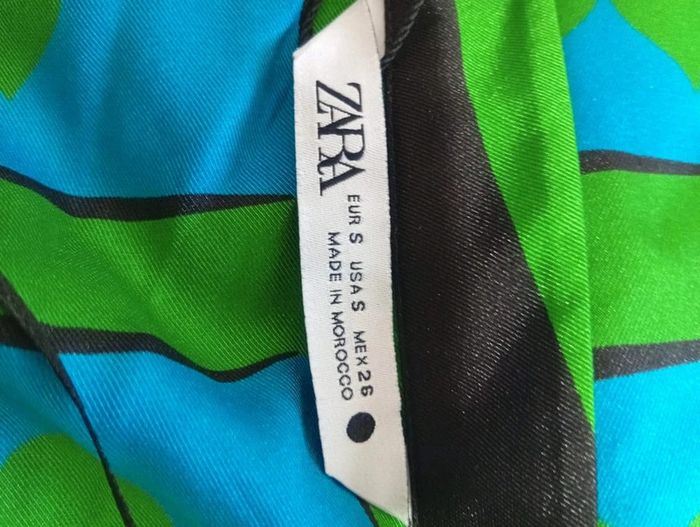 ZARA
EUR S USA S MEX 26
MADE IN MOROCCO